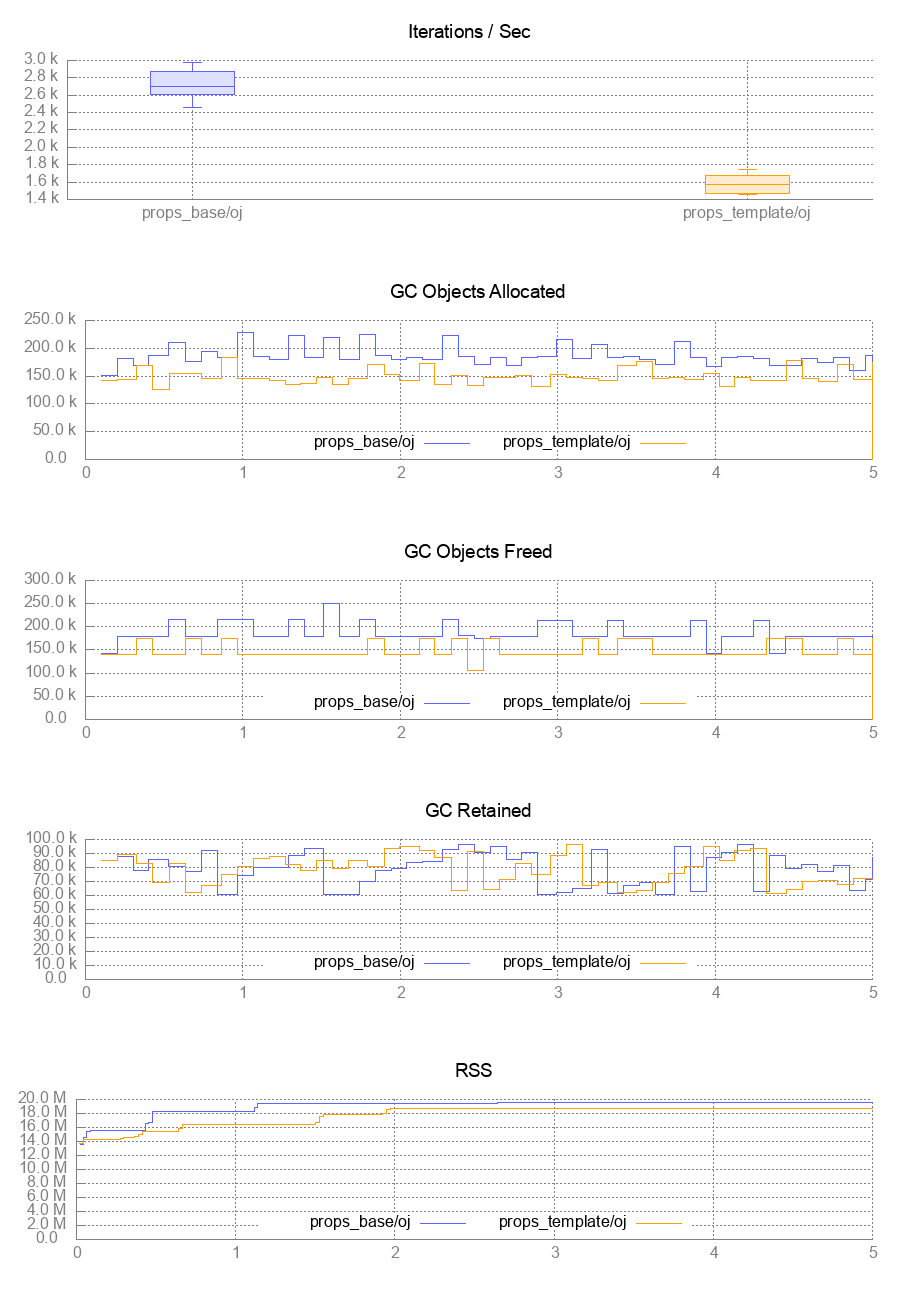 Iterations / Sec
3.0 k
2.8 k
2.6 k
2.4 k
2.2 k
2.0 k
1.8 k
1.6 k
1.4 k
props_base/oj props_template/oj
GC Objects Allocated
250.0 k
200.0 k
150.0 k
100.0 k
50.0 k
props_base/oj props_template/oj
0.0
0 1 2 3 4 5
GC Objects Freed
300.0 k
250.0 k
200.0 k
150.0 k
100.0 k
50.0 k
props_base/oj props_template/oj
0.0
0 1 2 3 4 5
GC Retained
100.0 k
90.0 k
80.0 k
70.0 k
60.0 k
50.0 k
40.0 k
30.0 k
20.0 k
10.0 k props_base/oj props_template/oj
0.0
0 1 2 3 4 5
RSS
20.0 M
18.0 M
16.0 M
14.0 M
12.0 M
10.0 M
8.0 M
6.0 M
4.0 M
2.0 M props_base/oj props_template/oj
0.0
0 1 2 3 4 5